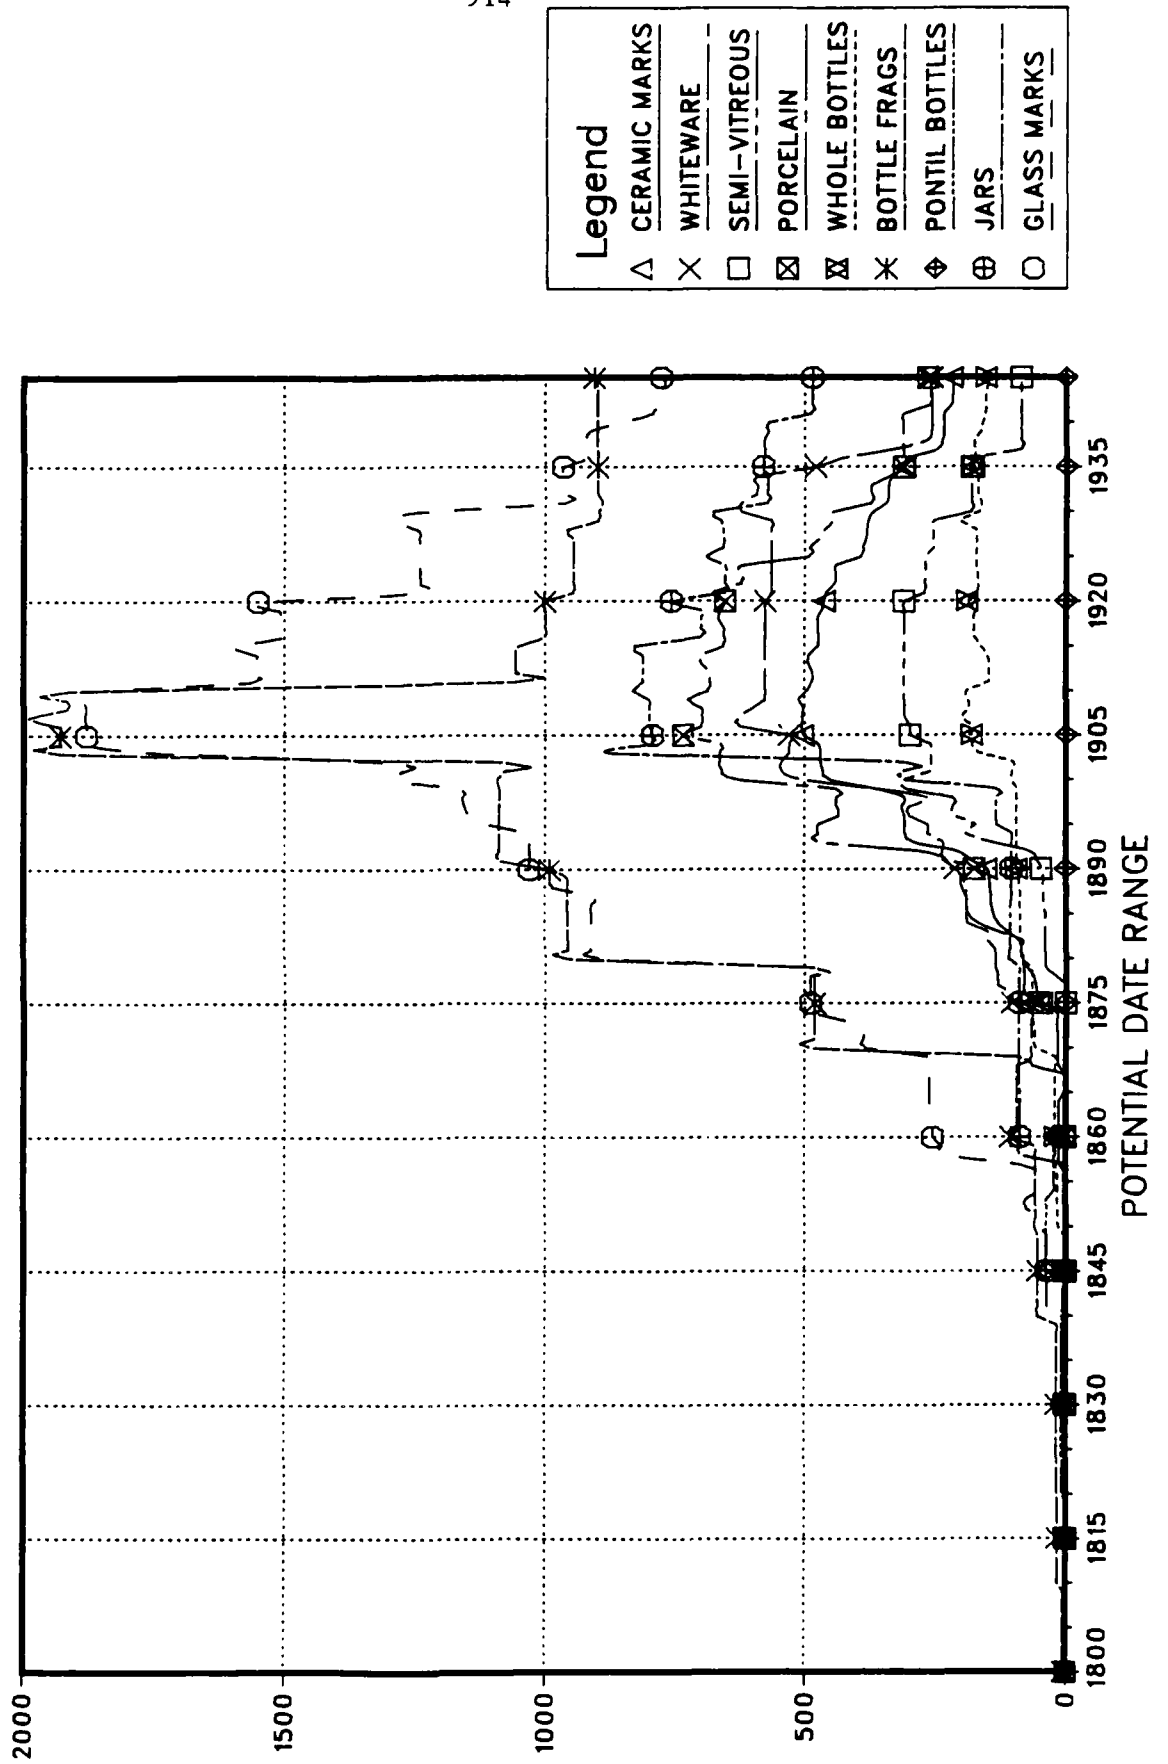 914
Legend
CERAMIC MARKS
WHITEWARE
SEMI-VITREOUS
PORCELAIN
WHOLE BOTTLES
BOTTLE FRAGS
PONTIL BOTTLES
JARS
GLASS MARKS
2000
1500
1000
500
0
1800 1815 1830 1845 1860 1875 1890 1905 1920 1935
POTENTIAL DATE RANGE